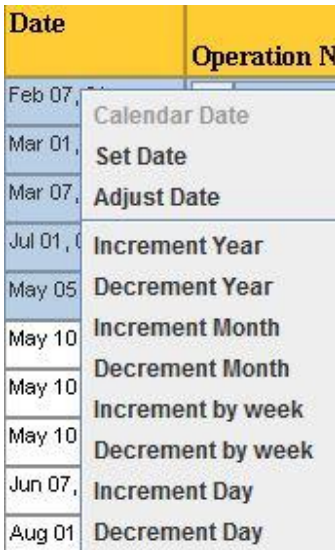 Date
Operation N
Feb 07,
Mar 01,
Mar 07,
Jul 01,
May 05
May 10
May 10
May 10
Jun 07,
Aug 01
Calendar Date
Set Date
Adjust Date
Increment Year
Decrement Year
Increment Month
Decrement Month
Increment by week
Decrement by week
Increment Day
Decrement Day